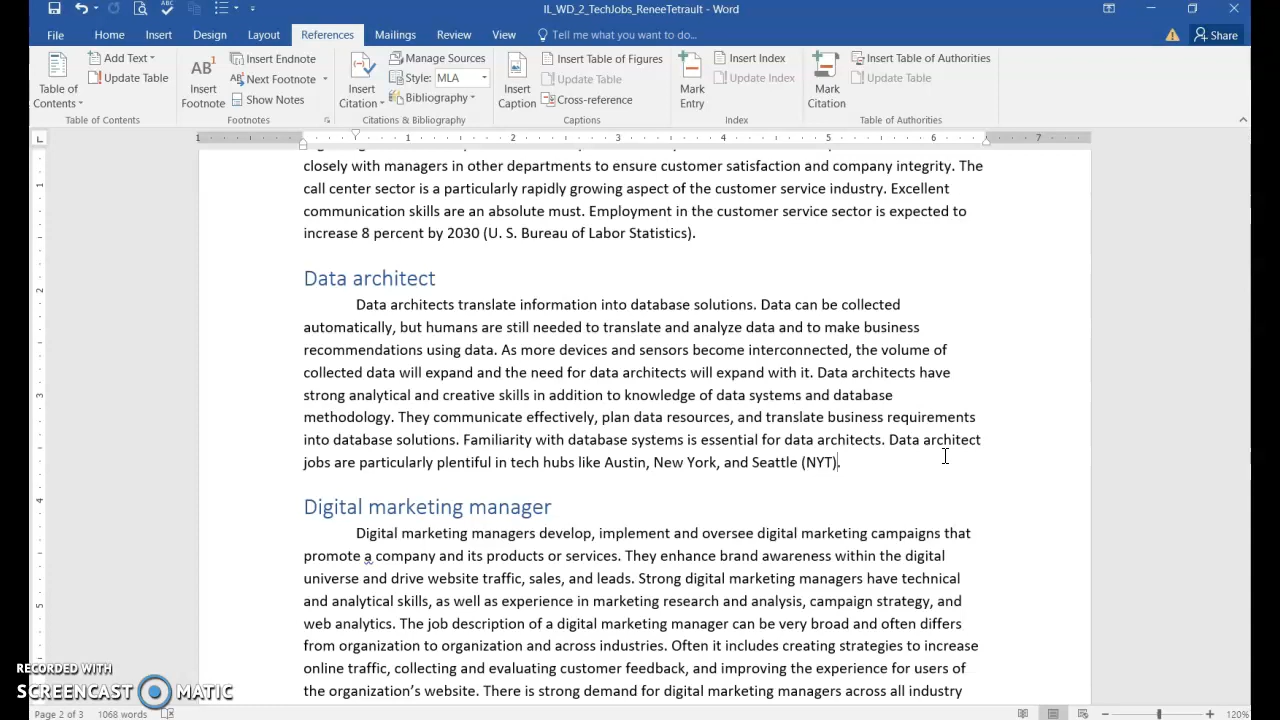 IL_WD_2_TechJobs_ReneeTetrault - Word
File Home Insert Design Layout References Mailings Review View Tell me what you want to do... Share
Table of Contents
Add Text
Update Table
Table of Contents
AB1 Insert Footnote
Insert Endnote
AB1 Next Footnote
Show Notes
Footnotes
Insert Citation
Manage Sources
Style: MLA
Bibliography
Citations & Bibliography
Insert Caption
Insert Table of Figures
Update Table
Cross-reference
Captions
Mark Entry
Insert Index
Update Index
Index
Mark Citation
Insert Table of Authorities
Update Table
Table of Authorities
1 1 2 3 4 5 6 7
1
2
3
4
5
closely with managers in other departments to ensure customer satisfaction and company integrity. The
call center sector is a particularly rapidly growing aspect of the customer service industry. Excellent
communication skills are an absolute must. Employment in the customer service sector is expected to
increase 8 percent by 2030 (U. S. Bureau of Labor Statistics).
Data architect
Data architects translate information into database solutions. Data can be collected
automatically, but humans are still needed to translate and analyze data and to make business
recommendations using data. As more devices and sensors become interconnected, the volume of
collected data will expand and the need for data architects will expand with it. Data architects have
strong analytical and creative skills in addition to knowledge of data systems and database
methodology. They communicate effectively, plan data resources, and translate business requirements
into database solutions. Familiarity with database systems is essential for data architects. Data architect
jobs are particularly plentiful in tech hubs like Austin, New York, and Seattle (NYT).
Digital marketing manager
Digital marketing managers develop, implement and oversee digital marketing campaigns that
promote a company and its products or services. They enhance brand awareness within the digital
universe and drive website traffic, sales, and leads. Strong digital marketing managers have technical
and analytical skills, as well as experience in marketing research and analysis, campaign strategy, and
web analytics. The job description of a digital marketing manager can be very broad and often differs
from organization to organization and across industries. Often it includes creating strategies to increase
online traffic, collecting and evaluating customer feedback, and improving the experience for users of
the organization's website. There is strong demand for digital marketing managers across all industry
RECORDED WITH
SCREENCAST MATIC
Page 2 of 3 1068 words 120%